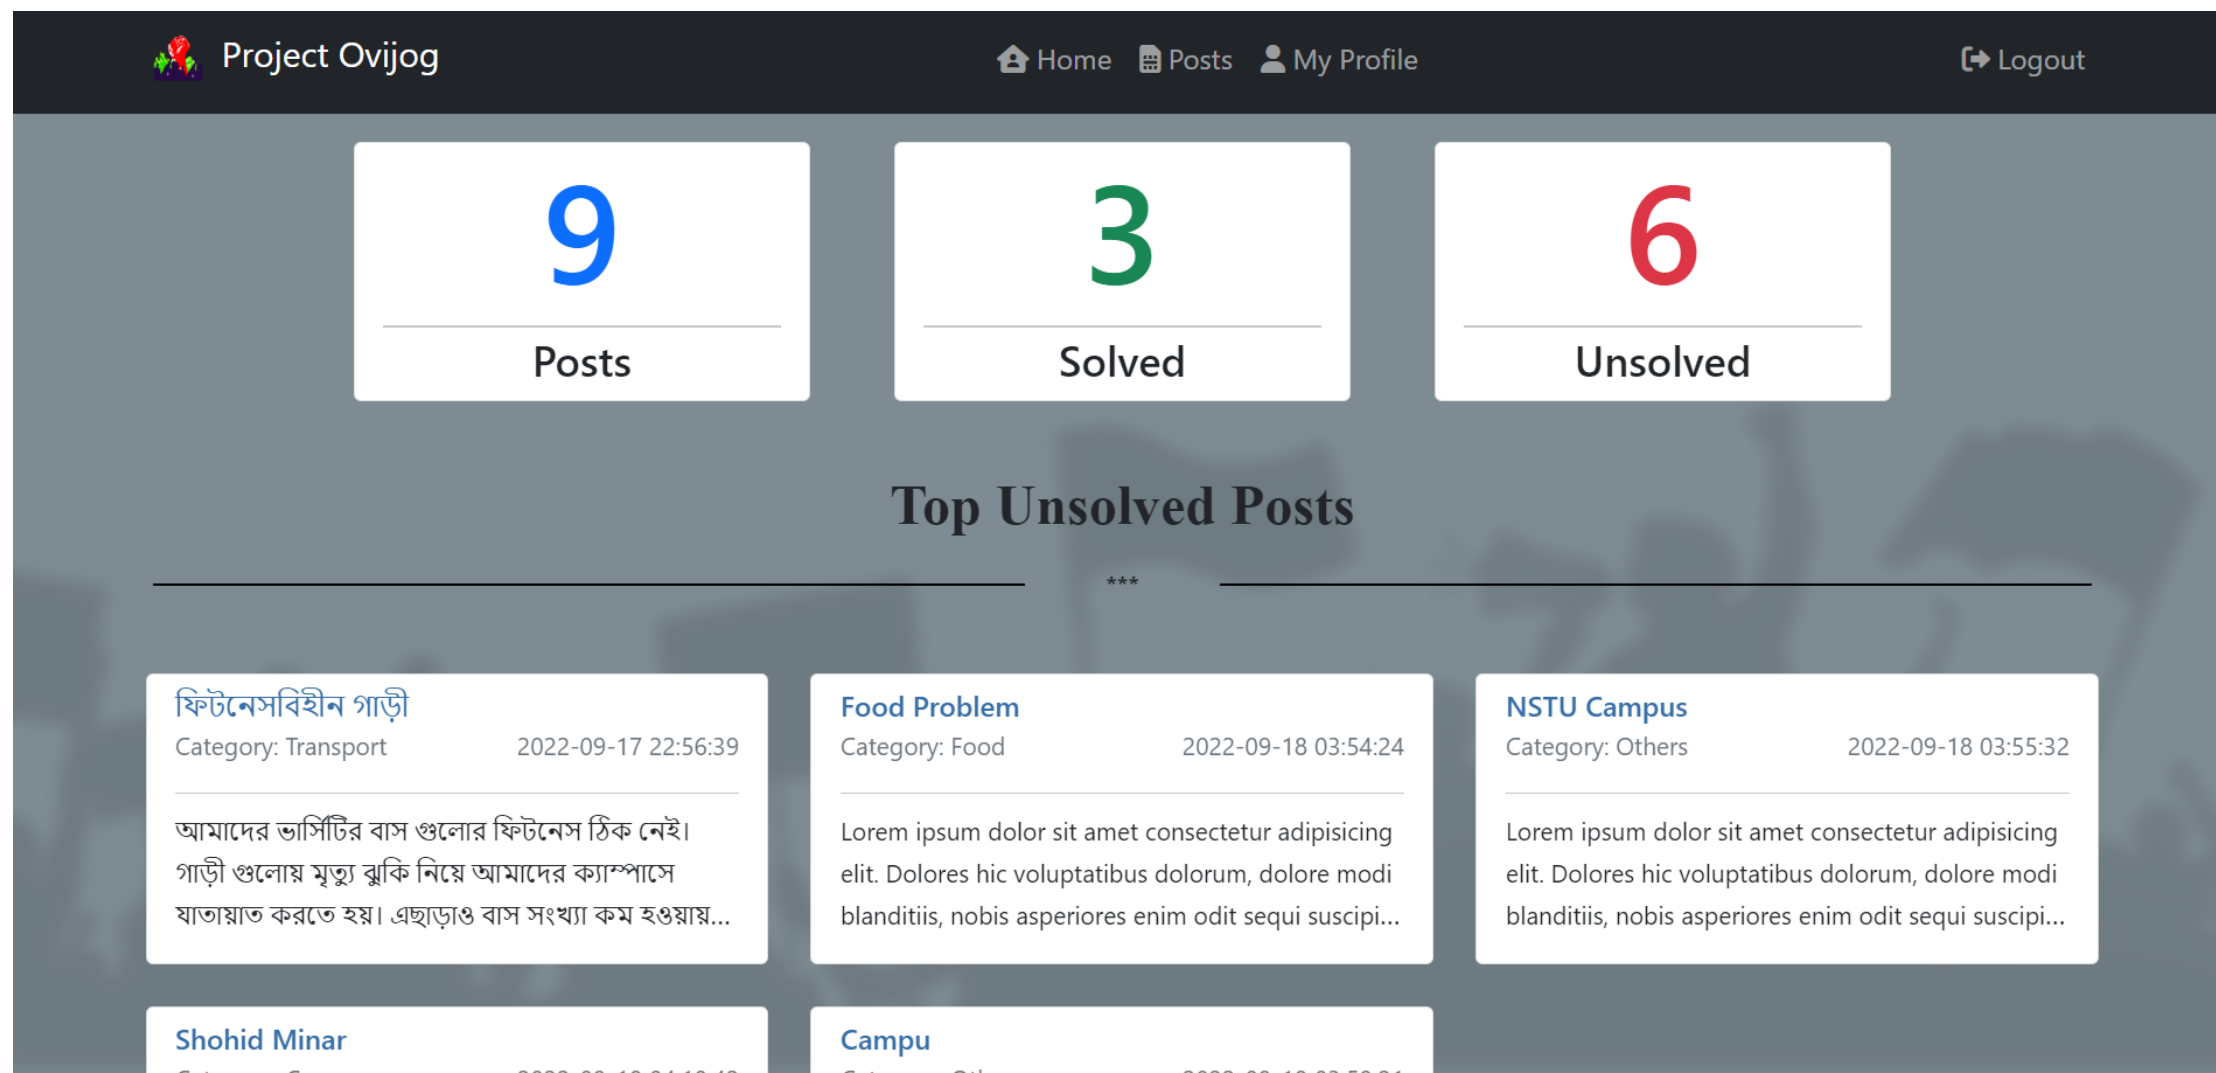 Project Ovijog
Home Posts My Profile
Logout
9
Posts
3
Solved
6
Unsolved
Top Unsolved Posts
***
ফিটনেসবিহীন গাড়ী
Category: Transport 2022-09-17 22:56:39
আমাদের ভার্সিটির বাস গুলোর ফিটনেস ঠিক নেই।
গাড়ী গুলোয় মৃত্যু ঝুকি নিয়ে আমাদের ক্যাম্পাসে
যাতায়াত করতে হয়। এছাড়াও বাস সংখ্যা কম হওয়ায়...
Food Problem
Category: Food 2022-09-18 03:54:24
Lorem ipsum dolor sit amet consectetur adipisicing
elit. Dolores hic voluptatibus dolorum, dolore modi
blanditiis, nobis asperiores enim odit sequi suscipi...
NSTU Campus
Category: Others 2022-09-18 03:55:32
Lorem ipsum dolor sit amet consectetur adipisicing
elit. Dolores hic voluptatibus dolorum, dolore modi
blanditiis, nobis asperiores enim odit sequi suscipi...
Shohid Minar
Campu